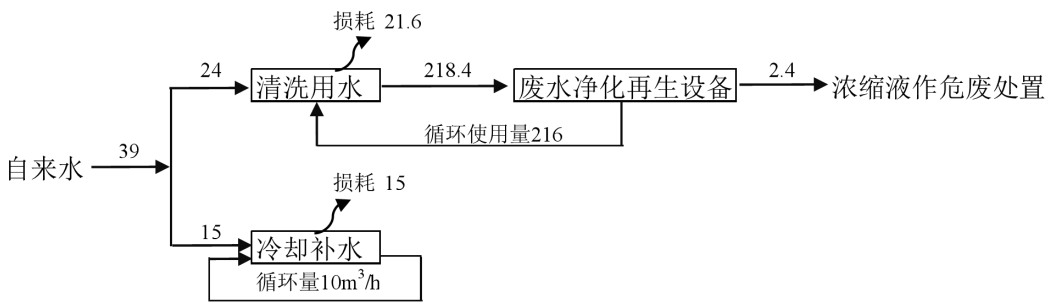 损耗 21.6
24
清洗用水
218.4
废水净化再生设备
2.4
浓缩液作危废处置
循环使用量216
自来水
39
损耗 15
15
冷却补水
循环量10m³/h